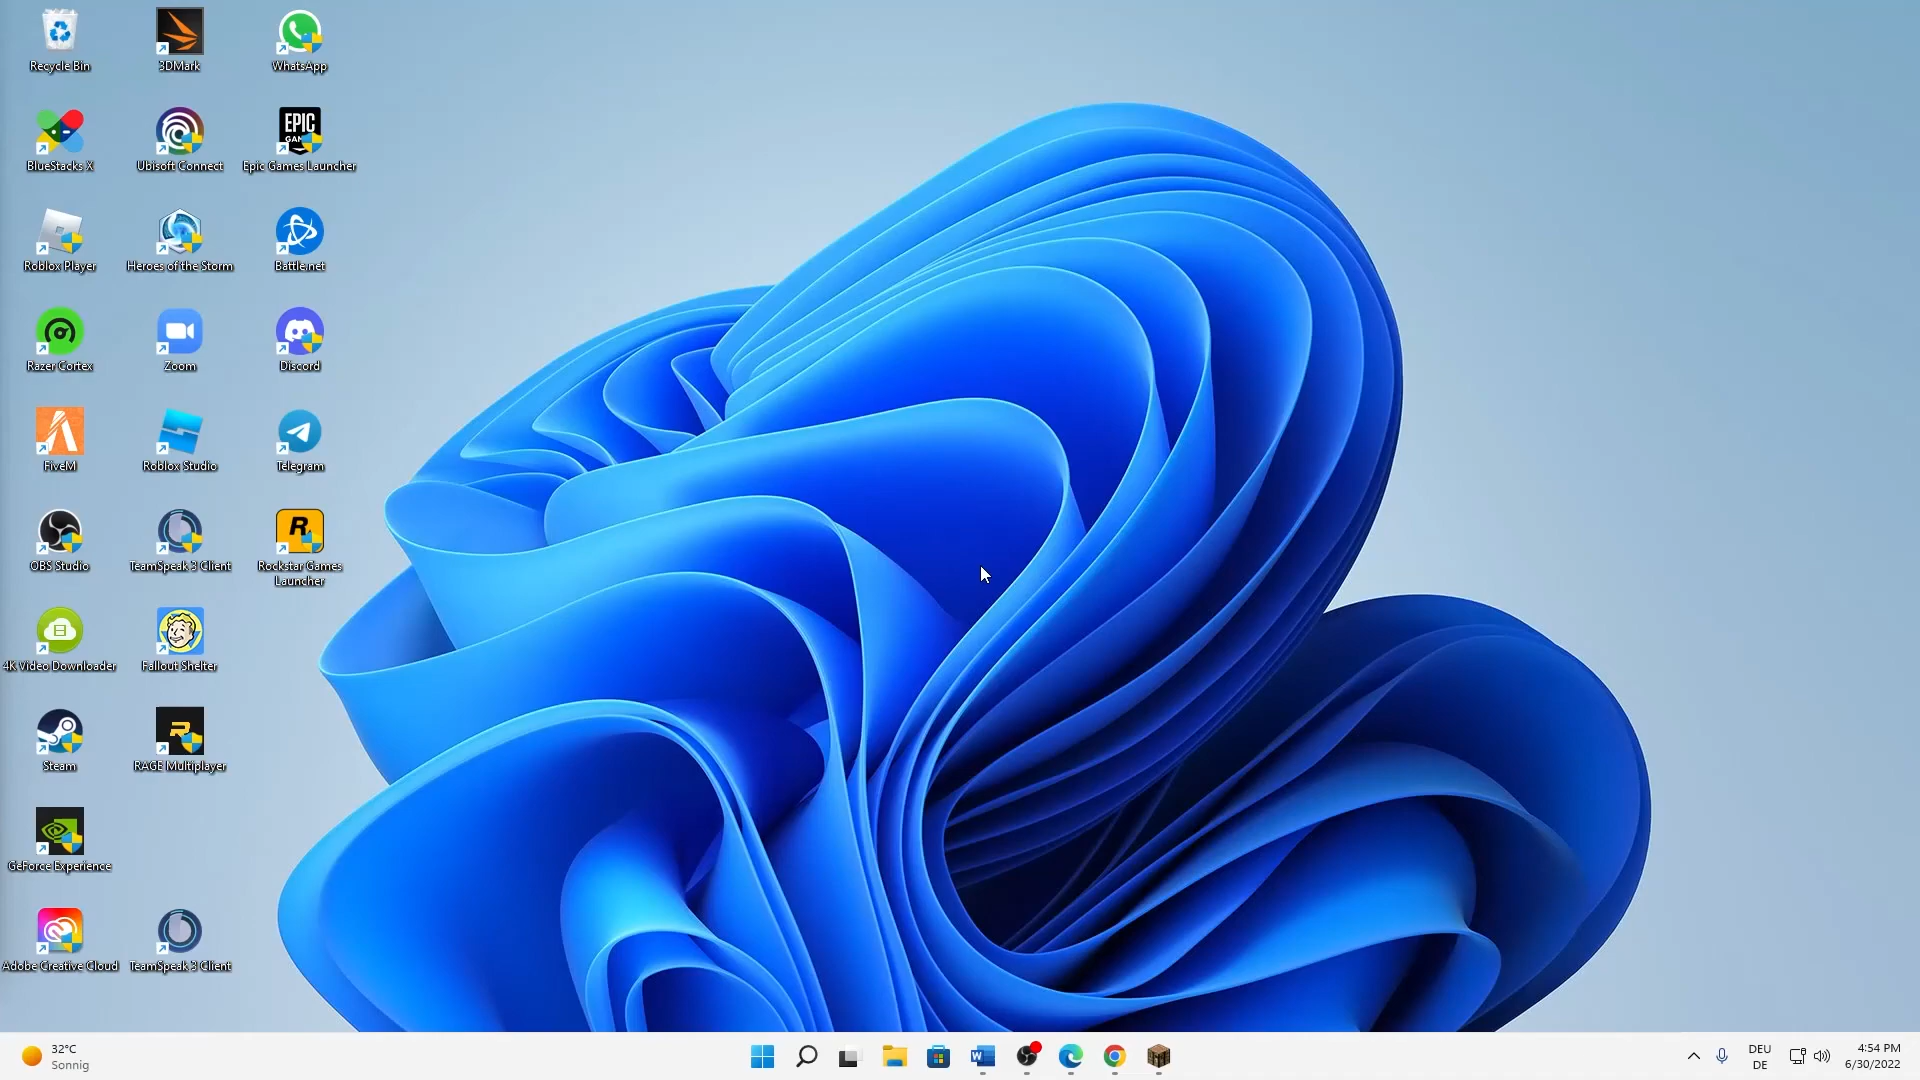 Recycle Bin
3DMark
WhatsApp
BlueStacks X
Ubisoft Connect
EPIC
GAMES
Epic Games Launcher
Roblox Player
Heroes of the Storm
Battle.net
Razer Cortex
Zoom
Discord
FiveM
Roblox Studio
Telegram
OBS Studio
TeamSpeak 3 Client
R
Rockstar Games
Launcher
4K Video Downloader
Fallout Shelter
Steam
R
RAGE Multiplayer
GeForce Experience
Adobe Creative Cloud
TeamSpeak 3 Client
32°C
Sonnig
W
DEU
DE
4:54 PM
6/30/2022